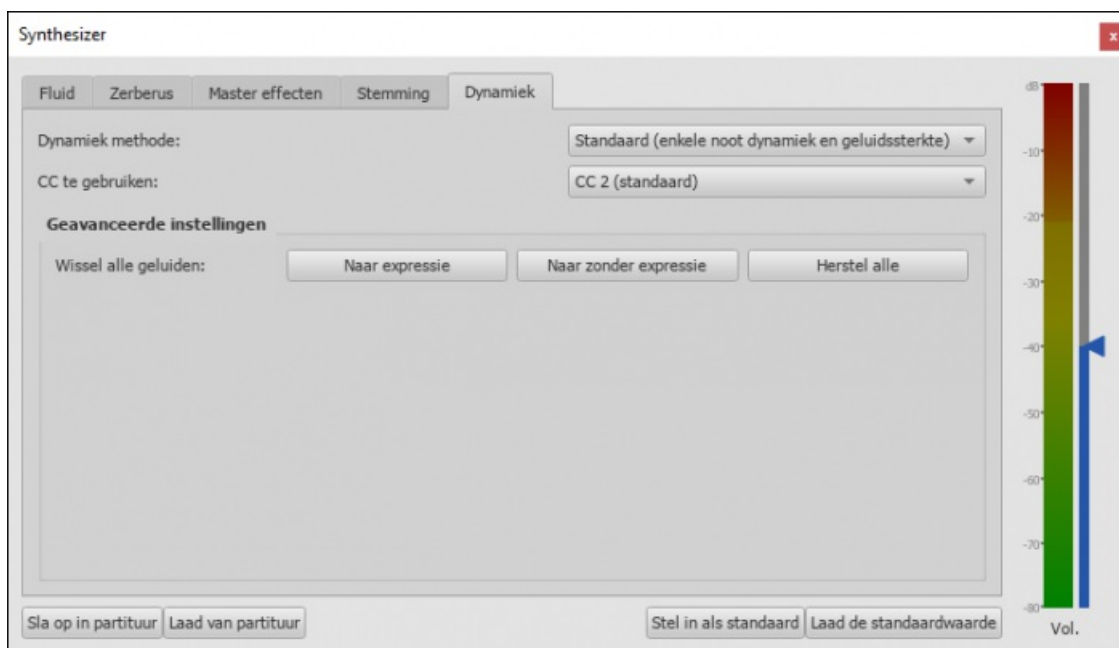 Synthesizer
x
Fluid Zerberus Master effecten Stemming Dynamiek
Dynamiek methode: Standaard (enkele noot dynamiek en geluidssterkte)
CC te gebruiken: CC 2 (standaard)
Geavanceerde instellingen
Wissel alle geluiden: Naar expressie Naar zonder expressie Herstel alle
Sla op in partituur Laad van partituur Stel in als standaard Laad de standaardwaarde
dB
-10
-20
-30
-40
-50
-60
-70
-80
Vol.